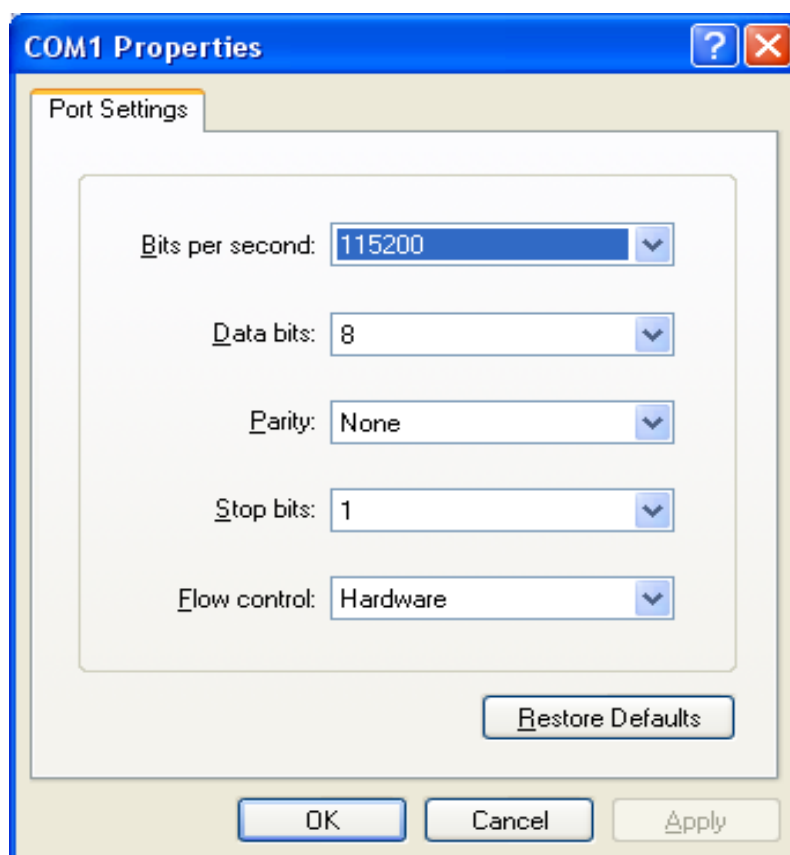 COM1 Properties
Port Settings
Bits per second: 115200
Data bits: 8
Parity: None
Stop bits: 1
Flow control: Hardware
Restore Defaults
OK Cancel Apply